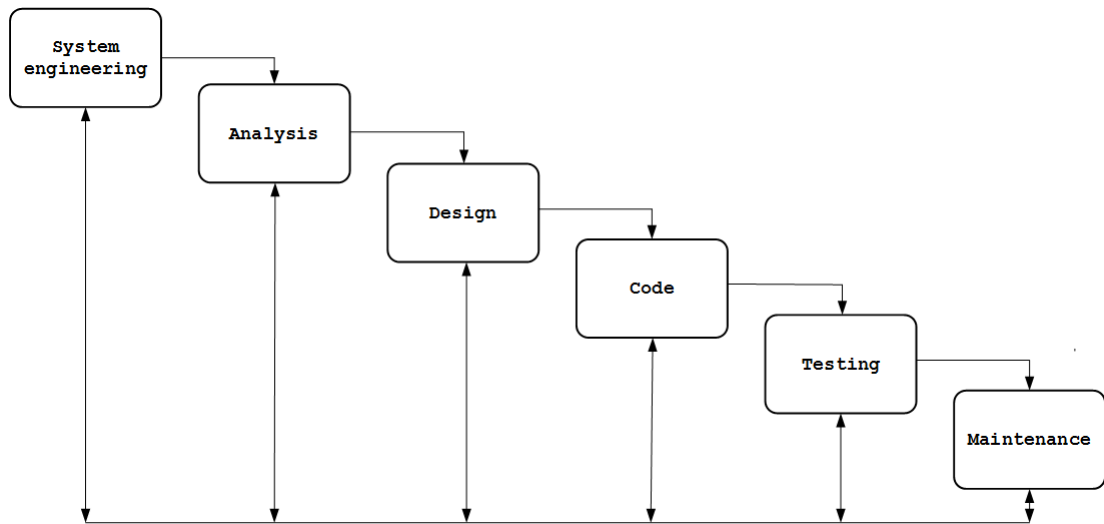 System
engineering
Analysis
Design
Code
Testing
Maintenance